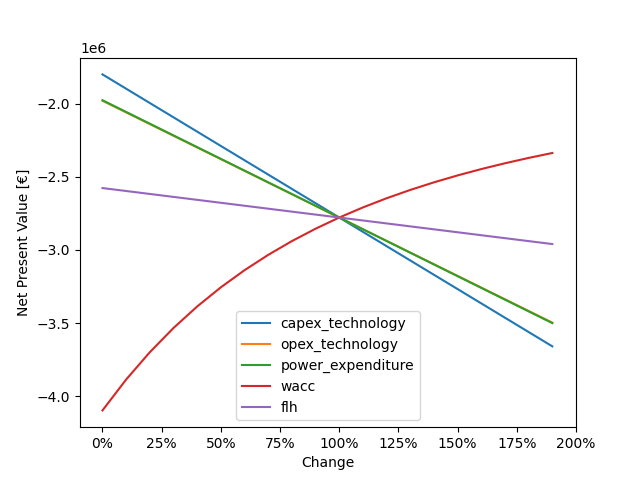 1e6
−2.0
−2.5
−3.0
−3.5
−4.0
Net Present Value [€]
capex_technology
opex_technology
power_expenditure
wacc
flh
0% 25% 50% 75% 100% 125% 150% 175% 200%
Change